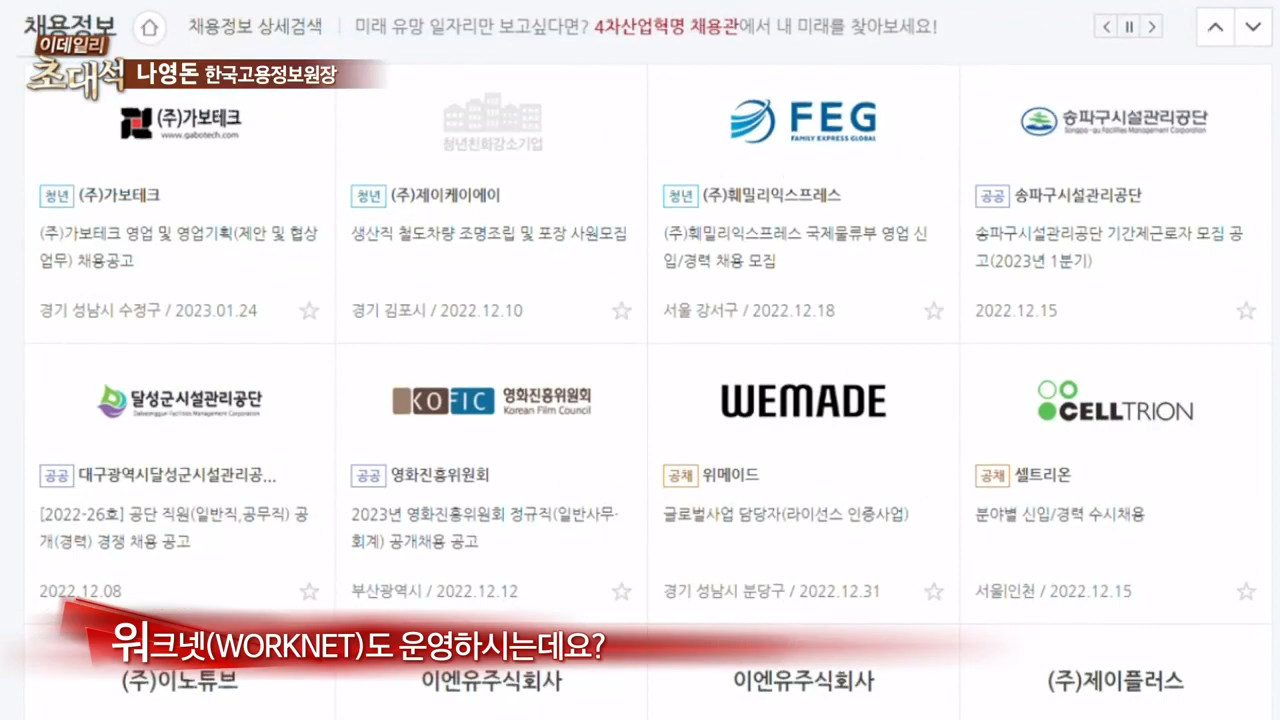 채용정보
채용정보 상세검색
미래 유망 일자리만 보고싶다면? 4차산업혁명 채용관에서 내 미래를 찾아보세요!
이데일리
초대석
나영돈 한국고용정보원장
(주)가보테크
www.gabotech.com
청년친화강소기업
FEG
FAMILY EXPRESS GLOBAL
송파구시설관리공단
Songpa-gu Facilities Management Corporation
청년 (주)가보테크
(주)가보테크 영업 및 영업기획(제안 및 협상
업무) 채용공고
경기 성남시 수정구 / 2023.01.24
청년 (주)제이케이에이
생산직 철도차량 조명조립 및 포장 사원모집
경기 김포시 / 2022.12.10
청년 (주)훼밀리익스프레스
(주)훼밀리익스프레스 국제물류부 영업 신
입/경력 채용 모집
서울 강서구 / 2022.12.18
공공 송파구시설관리공단
송파구시설관리공단 기간제근로자 모집 공
고(2023년 1분기)
2022.12.15
달성군시설관리공단
Dalseonggun Facilities Management Corporation
KOFIC 영화진흥위원회
Korean Film Council
WEMADE
CELLTRION
공공 대구광역시달성군시설관리공...
[2022-26호] 공단 직원(일반직,공무직) 공
개(경력) 경쟁 채용 공고
2022.12.08
공공 영화진흥위원회
2023년 영화진흥위원회 정규직(일반사무·
회계) 공개채용 공고
부산광역시 / 2022.12.12
공채 위메이드
글로벌사업 담당자(라이선스 인증사업)
경기 성남시 분당구 / 2022.12.31
공채 셀트리온
분야별 신입/경력 수시채용
서울|인천 / 2022.12.15
워크넷(WORKNET)도 운영하시는데요?
(주)이노튜브
이엔유주식회사
이엔유주식회사
(주)제이플러스